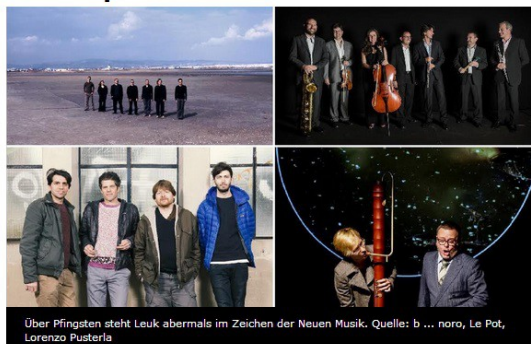 Über Pfingsten steht Leuk abermals im Zeichen der Neuen Musik. Quelle: b ... noro, Le Pot,
Lorenzo Pusterla